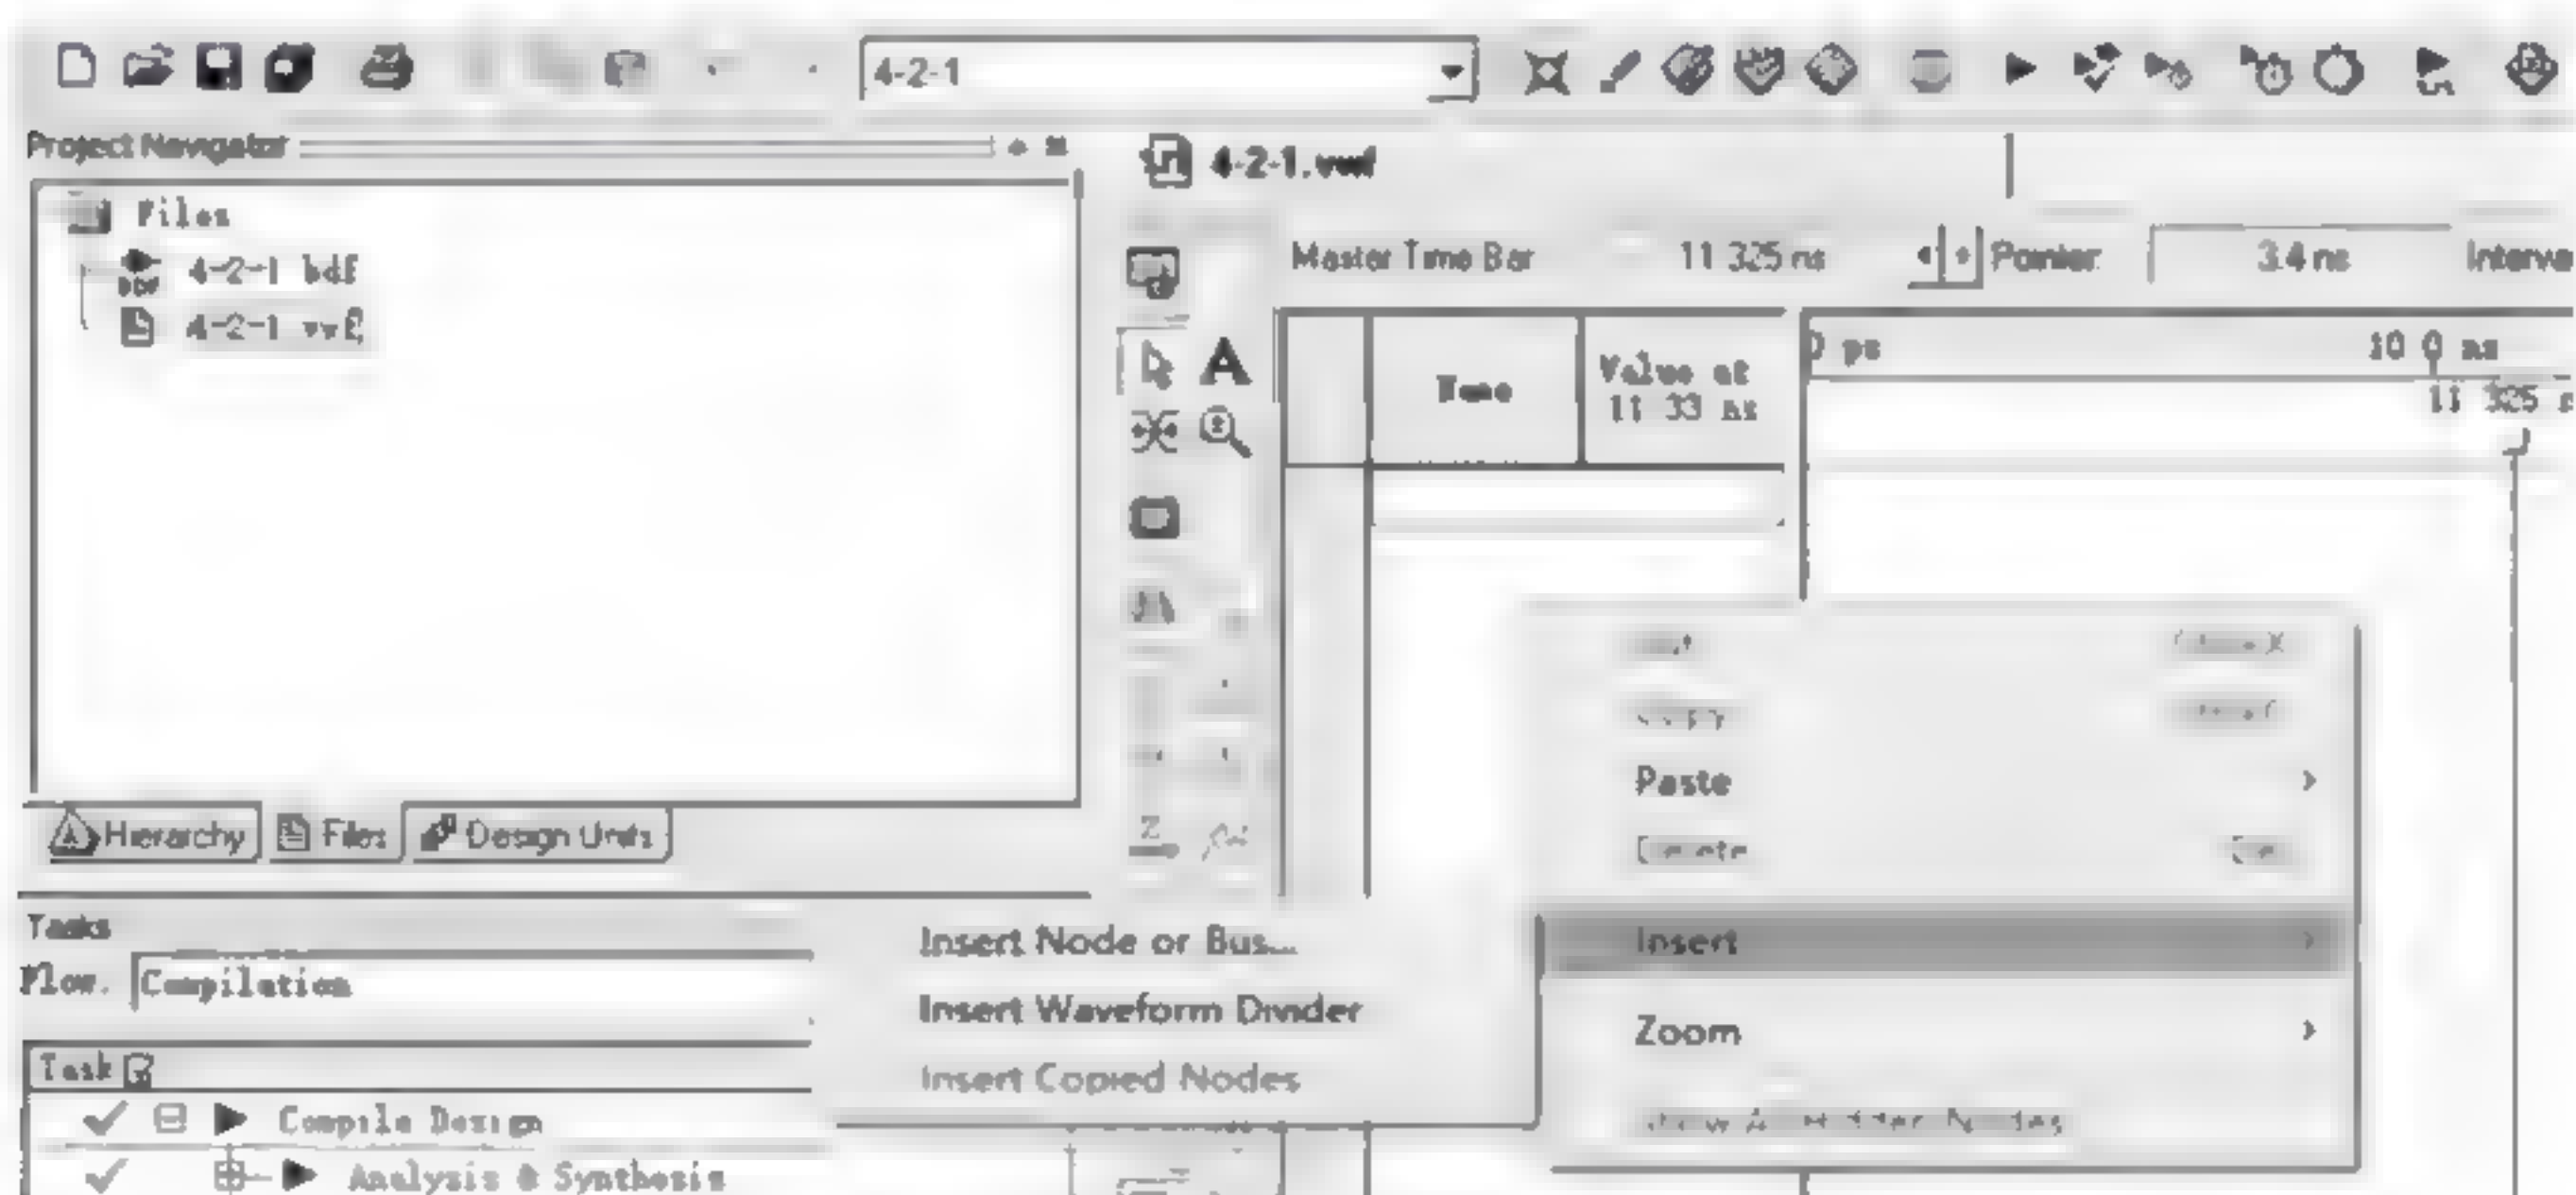 4-2-1
Project Navigator
4-2-1.vwf
Files
4-2-1 bdf
4-2-1 vwf
Master Time Bar 11 325 ns Pointer 3.4 ns
0 ps 10 0 ns
Name
Value at
11 33 ns
11 325
Paste
Delete
Hierarchy Files Design Units
Tasks
Insert Node or Bus...
Insert
Flow. Compilation
Insert Waveform Divider
Zoom
Task
Insert Copied Nodes
Compile Design
Analysis & Synthesis